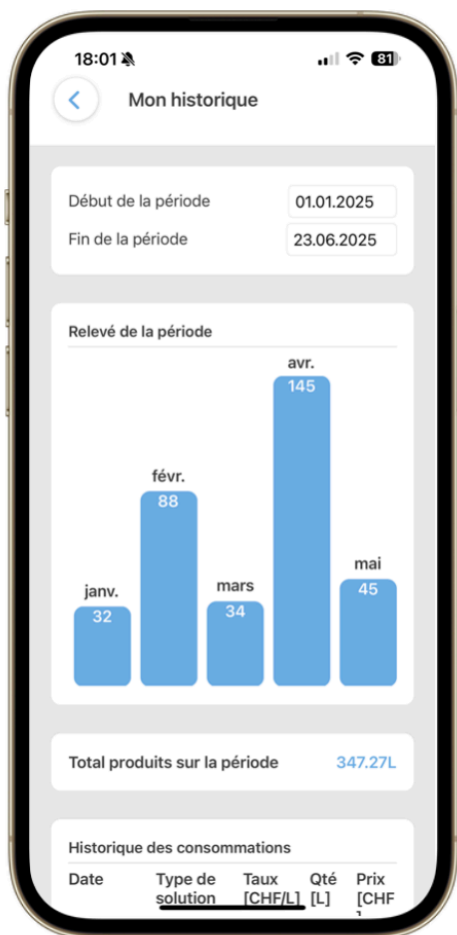 18:01
81
Mon historique
Début de la période
01.01.2025
Fin de la période
23.06.2025
Relevé de la période
avr.
145
févr.
88
mai
45
janv.
32
mars
34
Total produits sur la période
347.27L
Historique des consommations
Date Type de Taux Qté Prix
solution [CHF/L] [L] [CHF